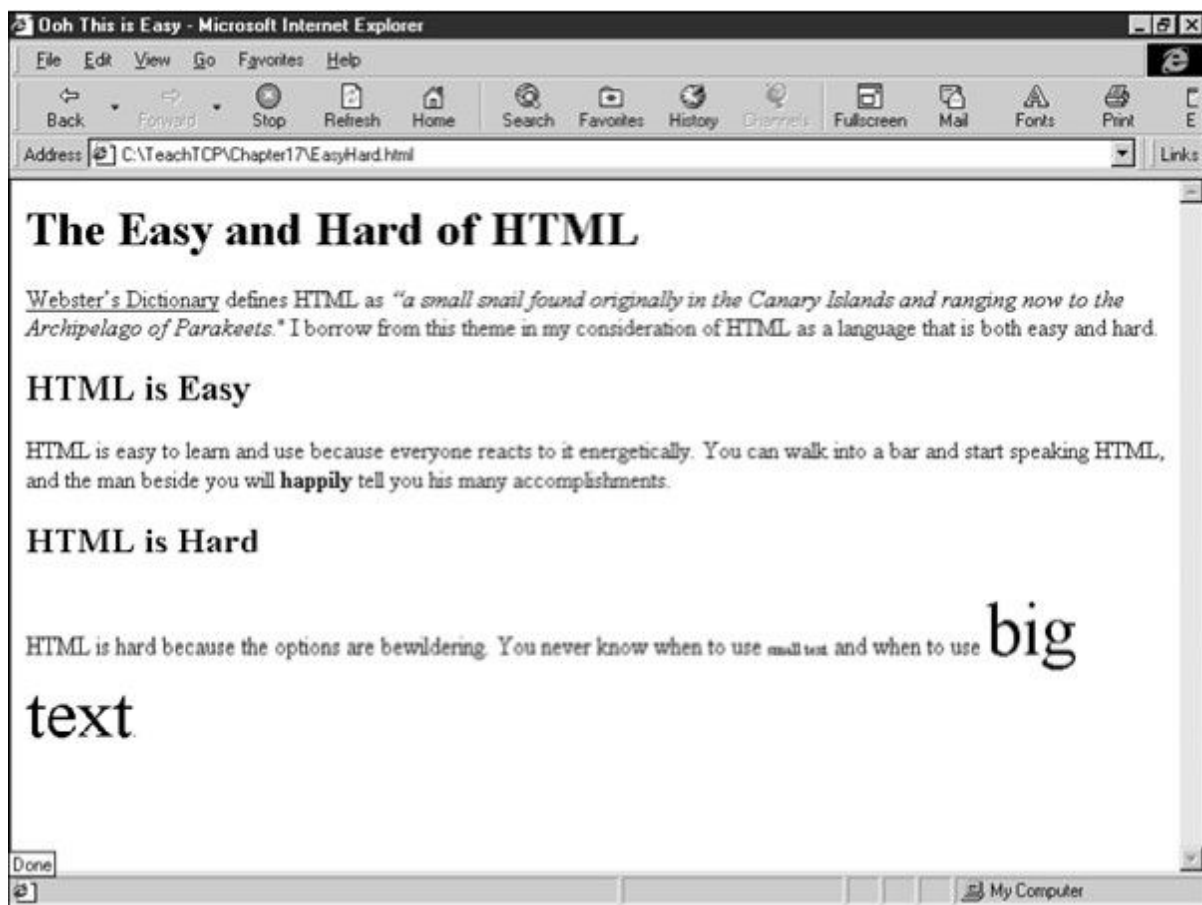 Ooh This is Easy - Microsoft Internet Explorer
File Edit View Go Favorites Help
Back Forward Stop Refresh Home Search Favorites History Channels Fullscreen Mail Fonts Print E
Address C:\TeachTCP\Chapter17\EasyHard.html Links
The Easy and Hard of HTML
Webster's Dictionary defines HTML as “a small snail found originally in the Canary Islands and ranging now to the
Archipelago of Parakeets." I borrow from this theme in my consideration of HTML as a language that is both easy and hard.
HTML is Easy
HTML is easy to learn and use because everyone reacts to it energetically. You can walk into a bar and start speaking HTML,
and the man beside you will happily tell you his many accomplishments.
HTML is Hard
HTML is hard because the options are bewildering. You never know when to use small text and when to use big
text.
Done
My Computer